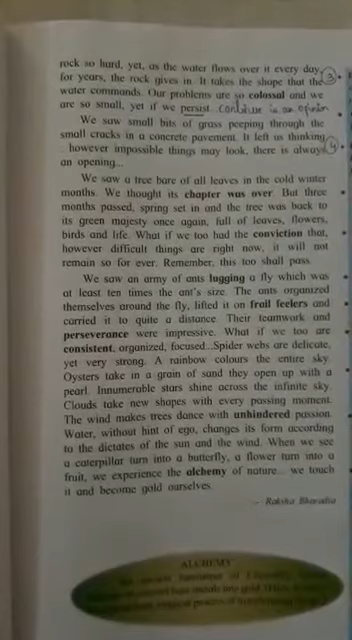 rock so hard, yet, as the water flows over it every day,
for years, the rock gives in. It takes the shape that the 3
water commands. Our problems are so colossal and we
are so small, yet if we persist... continue in an opinion
We saw small bits of grass peeping through the
small cracks in a concrete pavement. It left us thinking
however impossible things may look, there is always 4
an opening...
We saw a tree bare of all leaves in the cold winter
months. We thought its chapter was over. But three
months passed, spring set in and the tree was back to
its green majesty once again, full of leaves, flowers,
birds and life. What if we too had the conviction that,
however difficult things are right now, it will not
remain so for ever. Remember, this too shall pass.
We saw an army of ants lugging a fly which was
at least ten times the ant's size. The ants organized
themselves around the fly, lifted it on frail feelers and
carried it to quite a distance. Their teamwork and
perseverance were impressive. What if we too are
consistent, organized, focused...Spider webs are delicate,
yet very strong. A rainbow colours the entire sky.
Oysters take in a grain of sand they open up with a
pearl. Innumerable stars shine across the infinite sky.
Clouds take new shapes with every passing moment.
The wind makes trees dance with unhindered passion.
Water, without hint of ego, changes its form according
to the dictates of the sun and the wind. When we see
a caterpillar turn into a butterfly, a flower turn into a
fruit, we experience the alchemy of nature... we touch
it and become gold ourselves.
— Raksha Bharadia
ALCHEMY